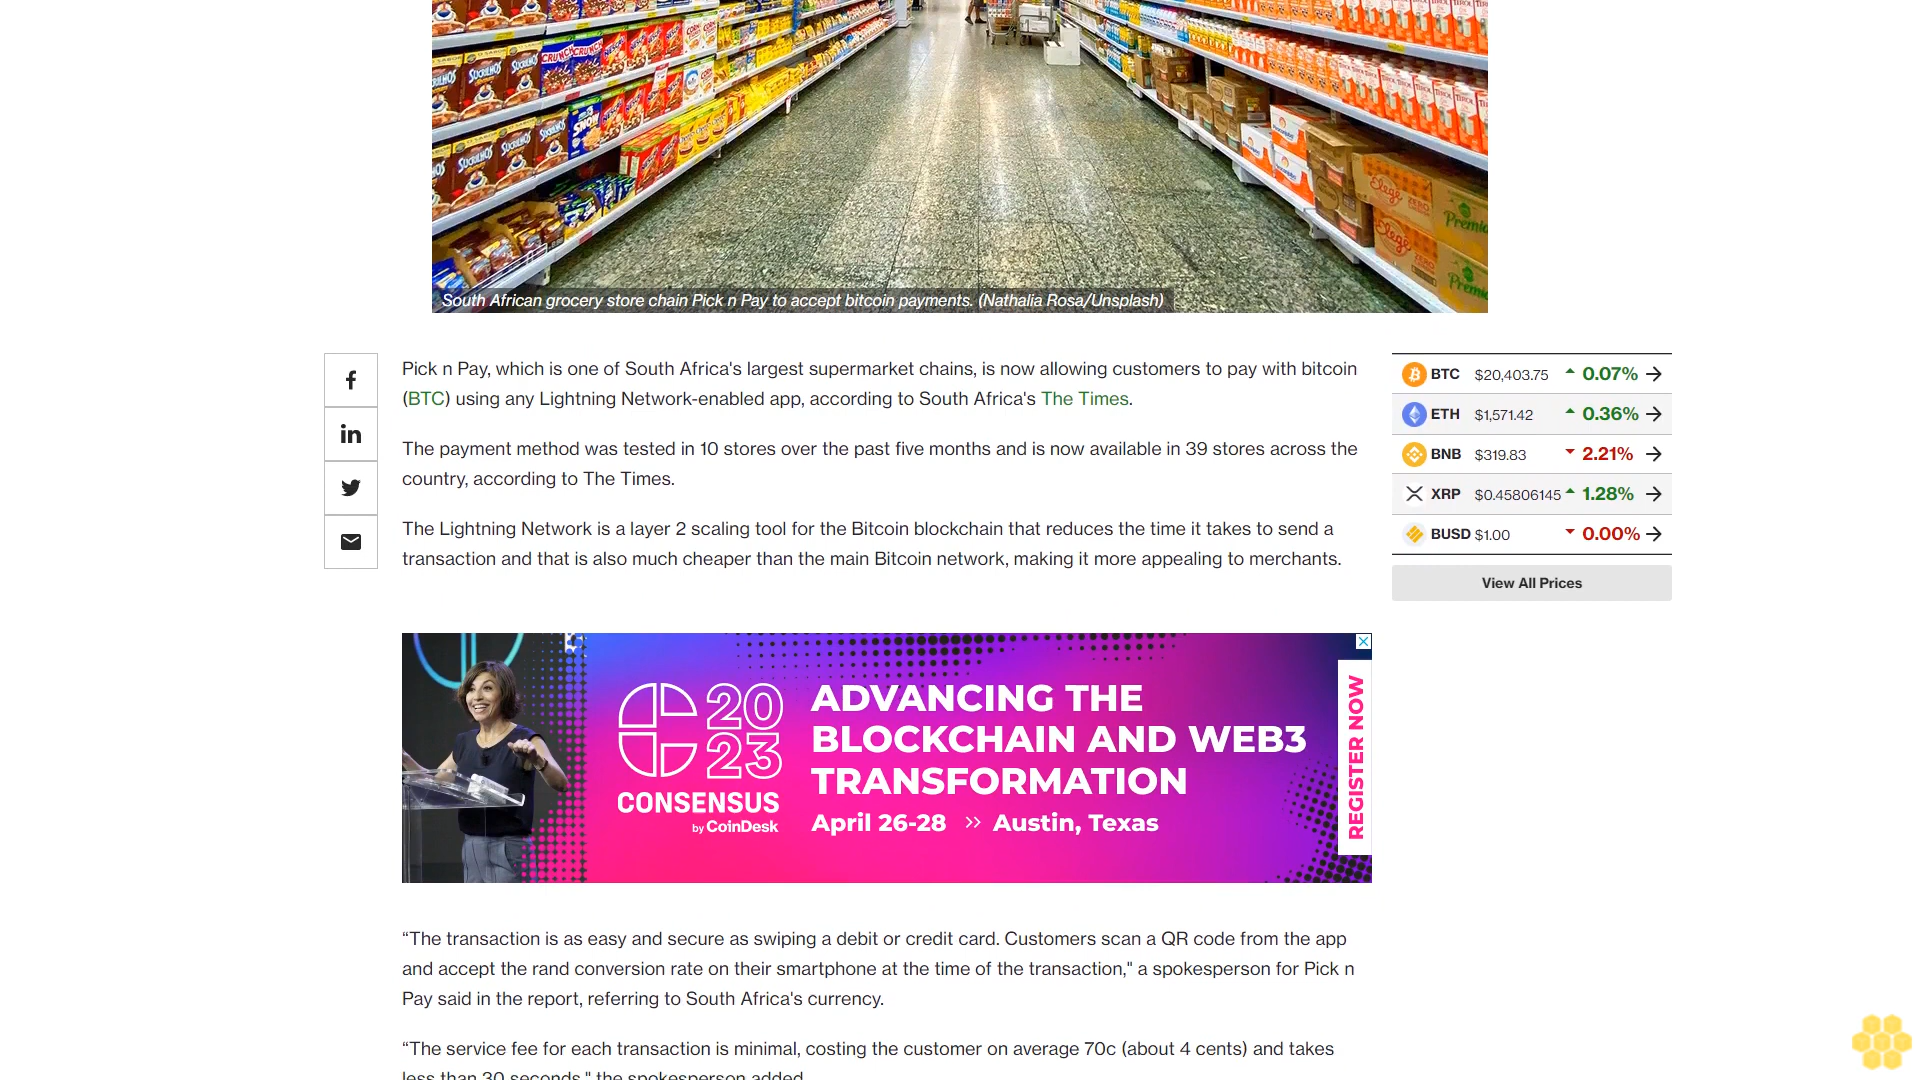 South African grocery store chain Pick n Pay to accept bitcoin payments. (Nathalia Rosa/Unsplash)
Pick n Pay, which is one of South Africa's largest supermarket chains, is now allowing customers to pay with bitcoin
(BTC) using any Lightning Network-enabled app, according to South Africa's The Times.
The payment method was tested in 10 stores over the past five months and is now available in 39 stores across the
country, according to The Times.
The Lightning Network is a layer 2 scaling tool for the Bitcoin blockchain that reduces the time it takes to send a
transaction and that is also much cheaper than the main Bitcoin network, making it more appealing to merchants.
BTC $20,403.75 0.07%
ETH $1,571.42 0.36%
BNB $319.83 2.21%
XRP $0.45806145 1.28%
BUSD $1.00 0.00%
View All Prices
2023
CONSENSUS
by CoinDesk
ADVANCING THE
BLOCKCHAIN AND WEB3
TRANSFORMATION
April 26-28 >> Austin, Texas
REGISTER NOW
“The transaction is as easy and secure as swiping a debit or credit card. Customers scan a QR code from the app
and accept the rand conversion rate on their smartphone at the time of the transaction," a spokesperson for Pick n
Pay said in the report, referring to South Africa's currency.
“The service fee for each transaction is minimal, costing the customer on average 70c (about 4 cents) and takes
less than 30 seconds," the spokesperson added.